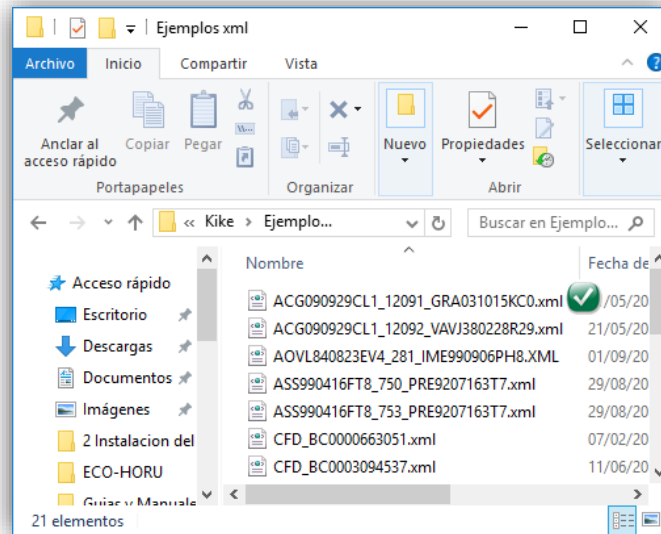 Ejemplos xml
Archivo Inicio Compartir Vista
Anclar al acceso rápido
Copiar
Pegar
Nuevo
Propiedades
Seleccionar
Portapapeles Organizar Abrir
« Kike > Ejemplo... Buscar en Ejemplo...
Nombre Fecha de
Acceso rápido
Escritorio
Descargas
Documentos
Imágenes
2 Instalacion del
ECO-HORU
Guias y Manuale
ACG090929CL1_12091_GRA031015KC0.xml /05/20
ACG090929CL1_12092_VAVJ380228R29.xml 21/05/20
AOVL840823EV4_281_IME990906PH8.XML 01/09/20
ASS990416FT8_750_PRE9207163T7.xml 29/08/20
ASS990416FT8_753_PRE9207163T7.xml 29/08/20
CFD_BC0000663051.xml 07/02/20
CFD_BC0003094537.xml 11/06/20
21 elementos